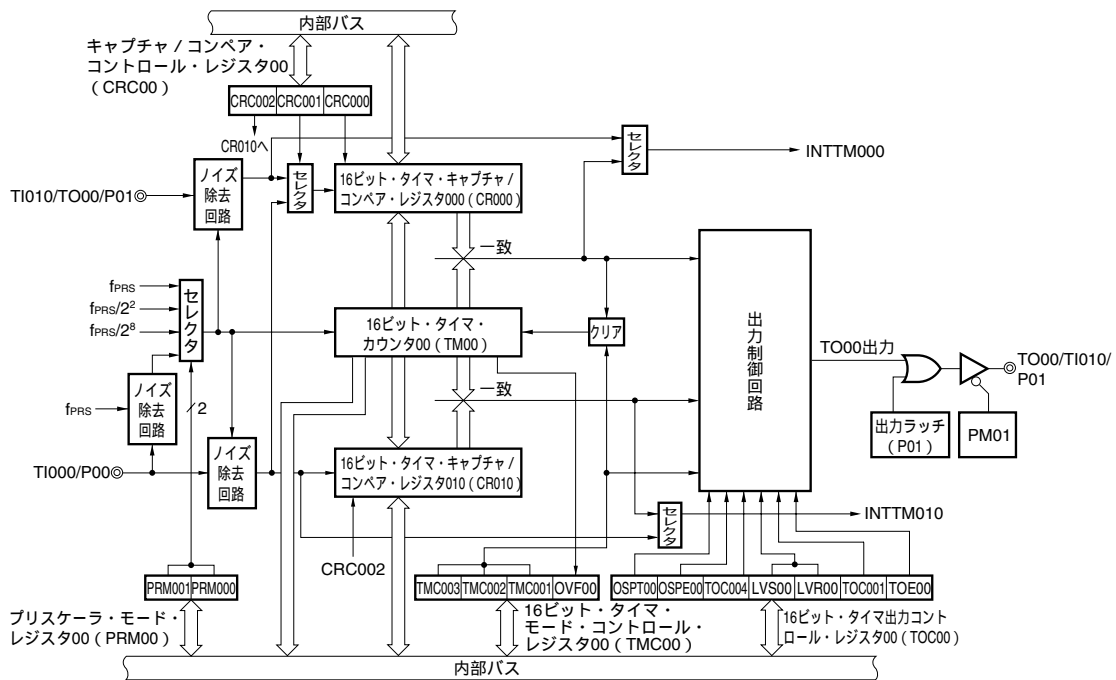 内部バス
キャプチャ / コンペア・
コントロール・レジスタ00
(CRC00)
CRC002 CRC001 CRC000
CR010へ
セレクタ
INTTM000
TI010/TO00/P01
ノイズ
除去
回路
セレクタ
16ビット・タイマ・キャプチャ/
コンペア・レジスタ000(CR000)
一致
fPRS
fPRS/2²
fPRS/2⁸
セレクタ
16ビット・タイマ・
カウンタ00(TM00)
クリア
出力制御回路
TO00出力
TO00/TI010/
P01
fPRS
ノイズ
除去
回路
2
一致
出力ラッチ
(P01)
PM01
TI000/P00
ノイズ
除去
回路
16ビット・タイマ・キャプチャ/
コンペア・レジスタ010(CR010)
セレクタ
INTTM010
CRC002
PRM001 PRM000
TMC003 TMC002 TMC001 OVF00
OSPT00 OSPE00 TOC004 LVS00 LVR00 TOC001 TOE00
プリスケーラ・モード・
レジスタ00(PRM00)
16ビット・タイマ・
モード・コントロール・
レジスタ00(TMC00)
16ビット・タイマ出力コント
ロール・レジスタ00(TOC00)
内部バス